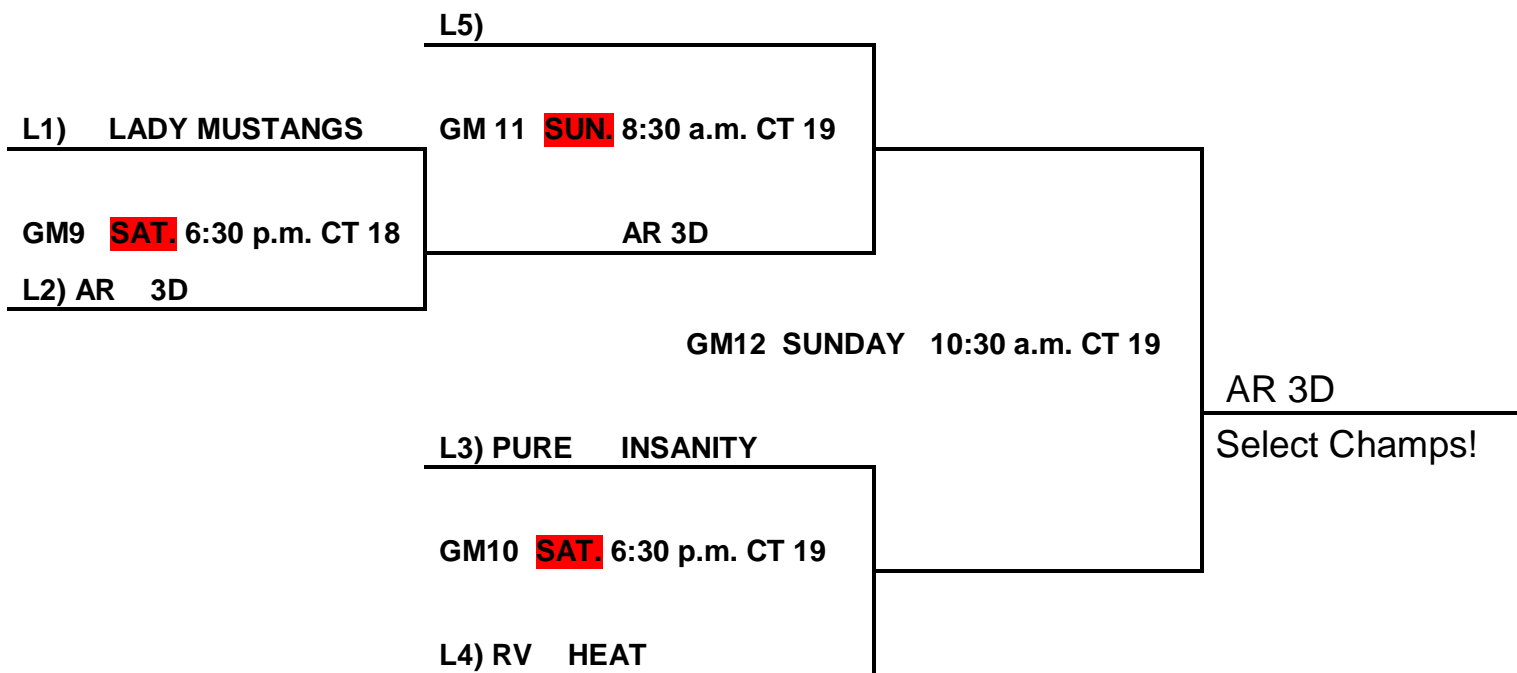 L5)
L1) LADY MUSTANGS
GM 11 SUN. 8:30 a.m. CT 19
GM9 SAT. 6:30 p.m. CT 18
AR 3D
L2) AR 3D
GM12 SUNDAY 10:30 a.m. CT 19
AR 3D
Select Champs!
L3) PURE INSANITY
GM10 SAT. 6:30 p.m. CT 19
L4) RV HEAT